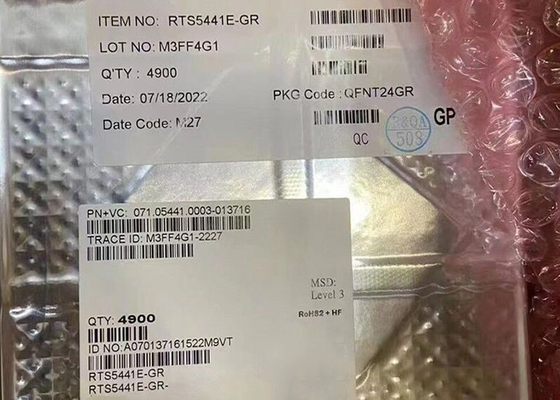 ITEM NO: RTS5441E-GR
LOT NO: M3FF4G1
Q'TY : 4900
Date: 07/18/2022 PKG Code : QFNT24GR
Date Code: M27
QC
R&QA
503
GP
PN+VC: 071.05441.0003-013716
TRACE ID: M3FF4G1-2227
MSD:
Level 3
RoHS2 + HF
QTY: 4900
ID NO:A070137161522M9VT
RTS5441E-GR
RTS5441E-GR-